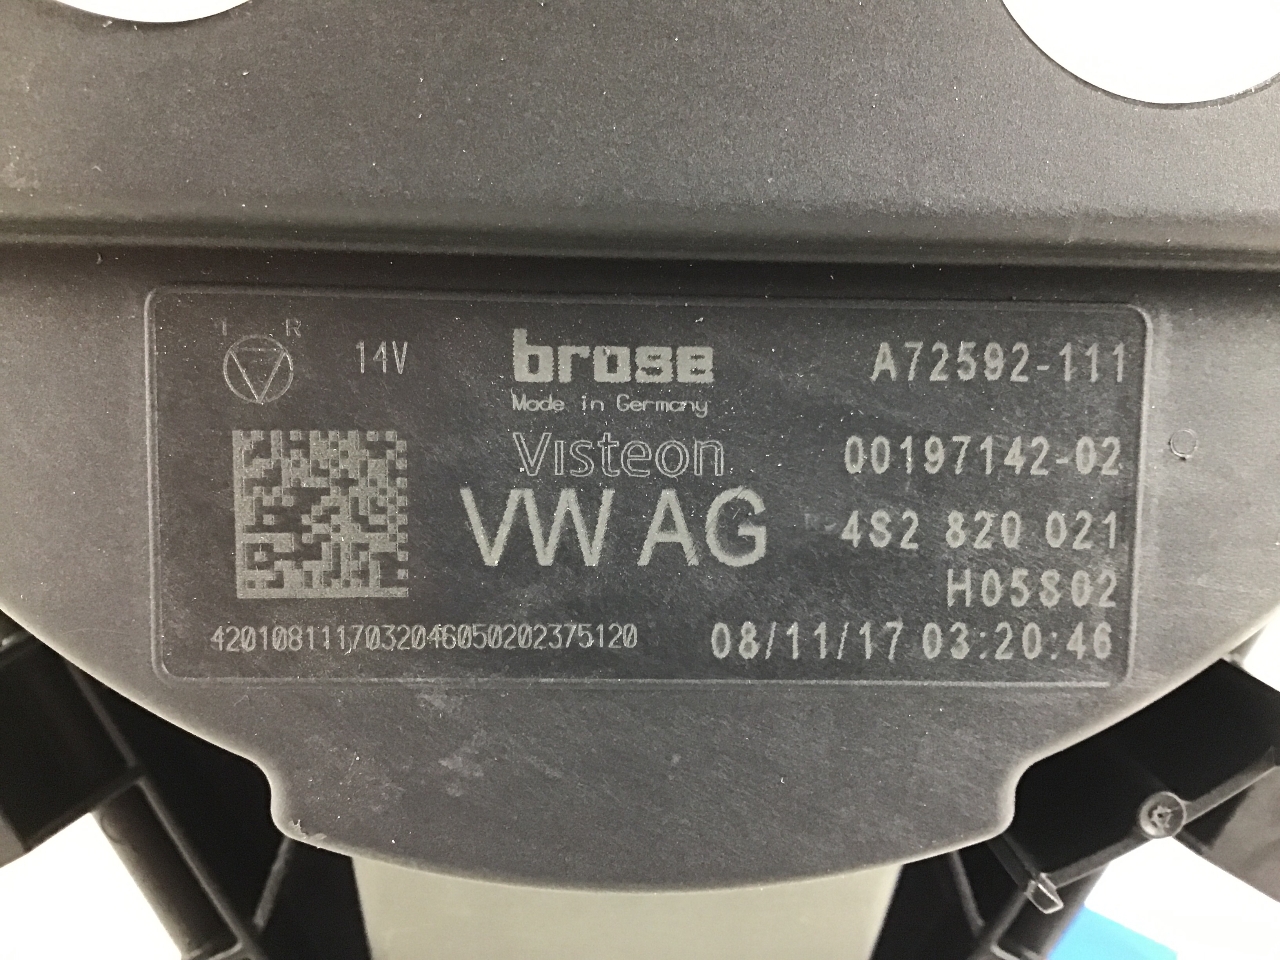 T R
14V
brose
Made in Germany
Visteon
VW AG
A72592-111
00197142-02
4S2 820 021
H05802
08/11/17 03:20:46
4201081117032046050202375120